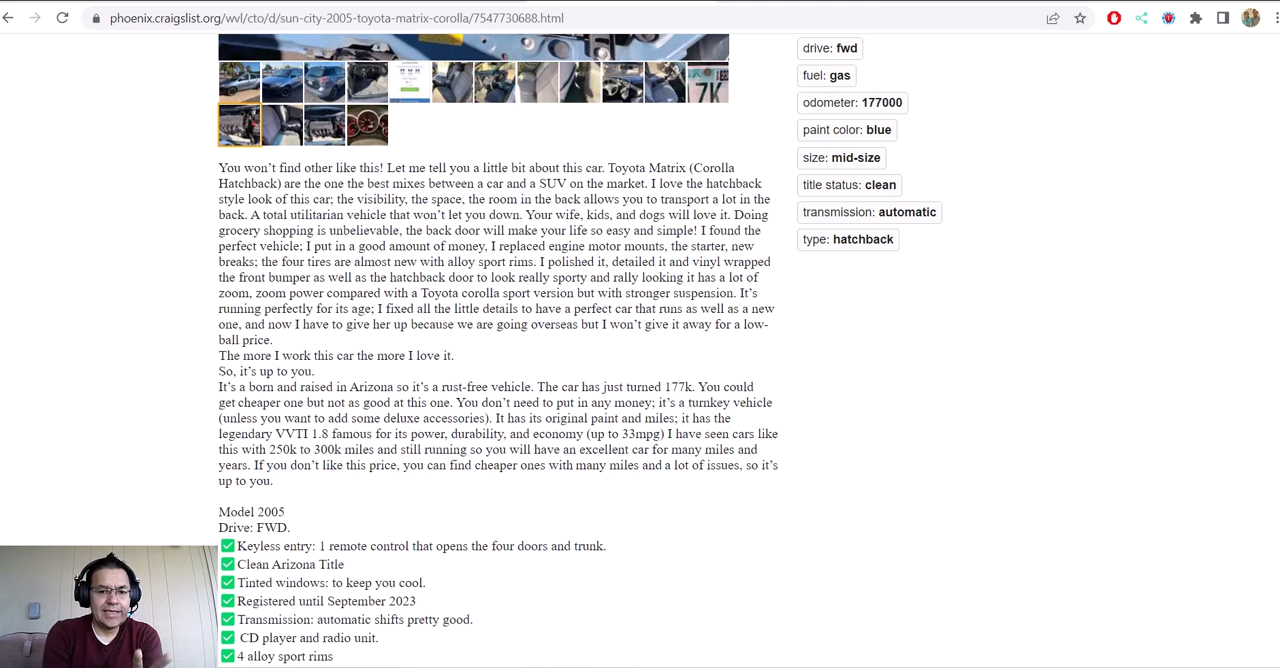 phoenix.craigslist.org/wvl/cto/d/sun-city-2005-toyota-matrix-corolla/7547730688.html
drive: fwd
fuel: gas
odometer: 177000
paint color: blue
size: mid-size
title status: clean
transmission: automatic
type: hatchback
7K
You won't find other like this! Let me tell you a little bit about this car. Toyota Matrix (Corolla
Hatchback) are the one the best mixes between a car and a SUV on the market. I love the hatchback
style look of this car; the visibility, the space, the room in the back allows you to transport a lot in the
back. A total utilitarian vehicle that won't let you down. Your wife, kids, and dogs will love it. Doing
grocery shopping is unbelievable, the back door will make your life so easy and simple! I found the
perfect vehicle; I put in a good amount of money, I replaced engine motor mounts, the starter, new
breaks; the four tires are almost new with alloy sport rims. I polished it, detailed it and vinyl wrapped
the front bumper as well as the hatchback door to look really sporty and rally looking it has a lot of
zoom, zoom power compared with a Toyota corolla sport version but with stronger suspension. It's
running perfectly for its age; I fixed all the little details to have a perfect car that runs as well as a new
one, and now I have to give her up because we are going overseas but I won't give it away for a low-
ball price.
The more I work this car the more I love it.
So, it's up to you.
It's a born and raised in Arizona so it's a rust-free vehicle. The car has just turned 177k. You could
get cheaper one but not as good at this one. You don't need to put in any money; it's a turnkey vehicle
(unless you want to add some deluxe accessories). It has its original paint and miles; it has the
legendary VVTI 1.8 famous for its power, durability, and economy (up to 33mpg) I have seen cars like
this with 250k to 300k miles and still running so you will have an excellent car for many miles and
years. If you don't like this price, you can find cheaper ones with many miles and a lot of issues, so it's
up to you.
Model 2005
Drive: FWD.
✅ Keyless entry: 1 remote control that opens the four doors and trunk.
✅ Clean Arizona Title
✅ Tinted windows: to keep you cool.
✅ Registered until September 2023
✅ Transmission: automatic shifts pretty good.
✅ CD player and radio unit.
✅ 4 alloy sport rims